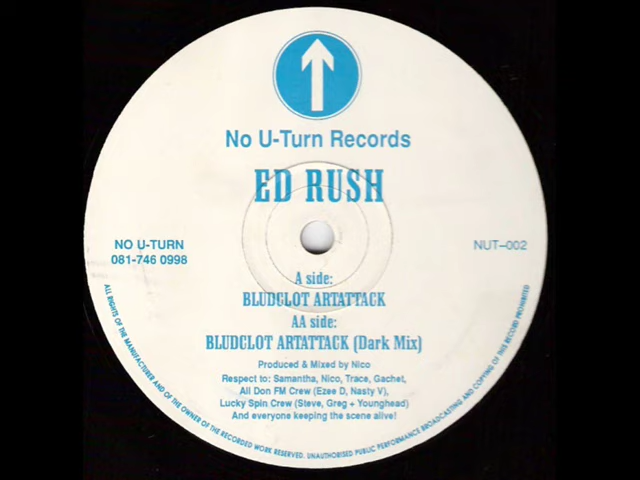 No U-Turn Records
ED RUSH
NO U-TURN
081-746 0998
NUT–002
A side:
BLUDCLOT ARTATTACK
AA side:
BLUDCLOT ARTATTACK (Dark Mix)
Produced & Mixed by Nico
Respect to: Samantha, Nico, Trace, Gachet,
All Don FM Crew (Ezee D, Nasty V),
Lucky Spin Crew (Steve, Greg + Younghead)
And everyone keeping the scene alive!
ALL RIGHTS OF THE MANUFACTURER AND OF THE OWNER OF THE RECORDED WORK RESERVED. UNAUTHORISED PUBLIC PERFORMANCE BROADCASTING AND COPYING OF THIS RECORD PROHIBITED